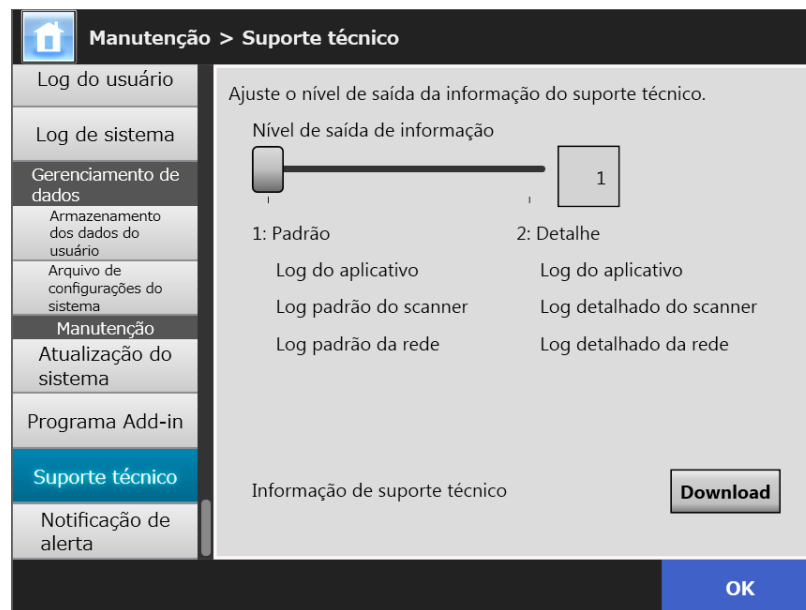 Manutenção > Suporte técnico
Log do usuário
Log de sistema
Gerenciamento de
dados
Armazenamento
dos dados do
usuário
Arquivo de
configurações do
sistema
Manutenção
Atualização do
sistema
Programa Add-in
Suporte técnico
Notificação de
alerta
Ajuste o nível de saída da informação do suporte técnico.
Nível de saída de informação
1
1: Padrão
Log do aplicativo
Log padrão do scanner
Log padrão da rede
2: Detalhe
Log do aplicativo
Log detalhado do scanner
Log detalhado da rede
Informação de suporte técnico
Download
OK